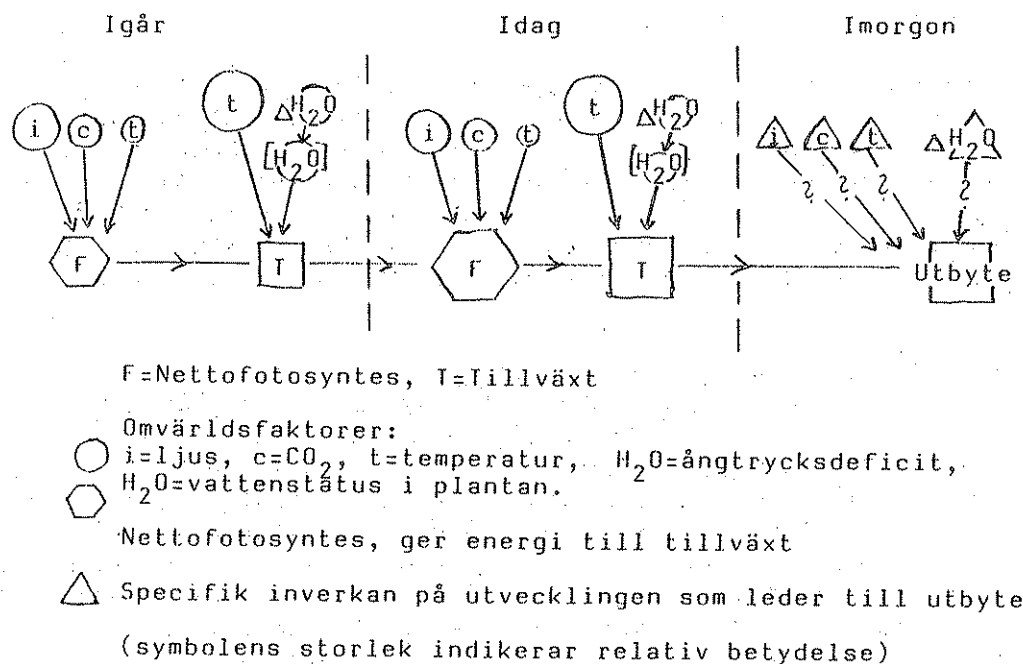 Igår Idag Imorgon
t ΔH₂O t ΔH₂O
i c t [H₂O] i c t [H₂O] i c t ΔH₂O
? ? ? ?
F T F T Utbyte
F=Nettofotosyntes, T=Tillväxt
Omvärldsfaktorer:
i=ljus, c=CO₂, t=temperatur, H₂O=ångtrycksdeficit,
H₂O=vattenstatus i plantan.
Nettofotosyntes, ger energi till tillväxt
Specifik inverkan på utvecklingen som leder till utbyte
(symbolens storlek indikerar relativ betydelse)